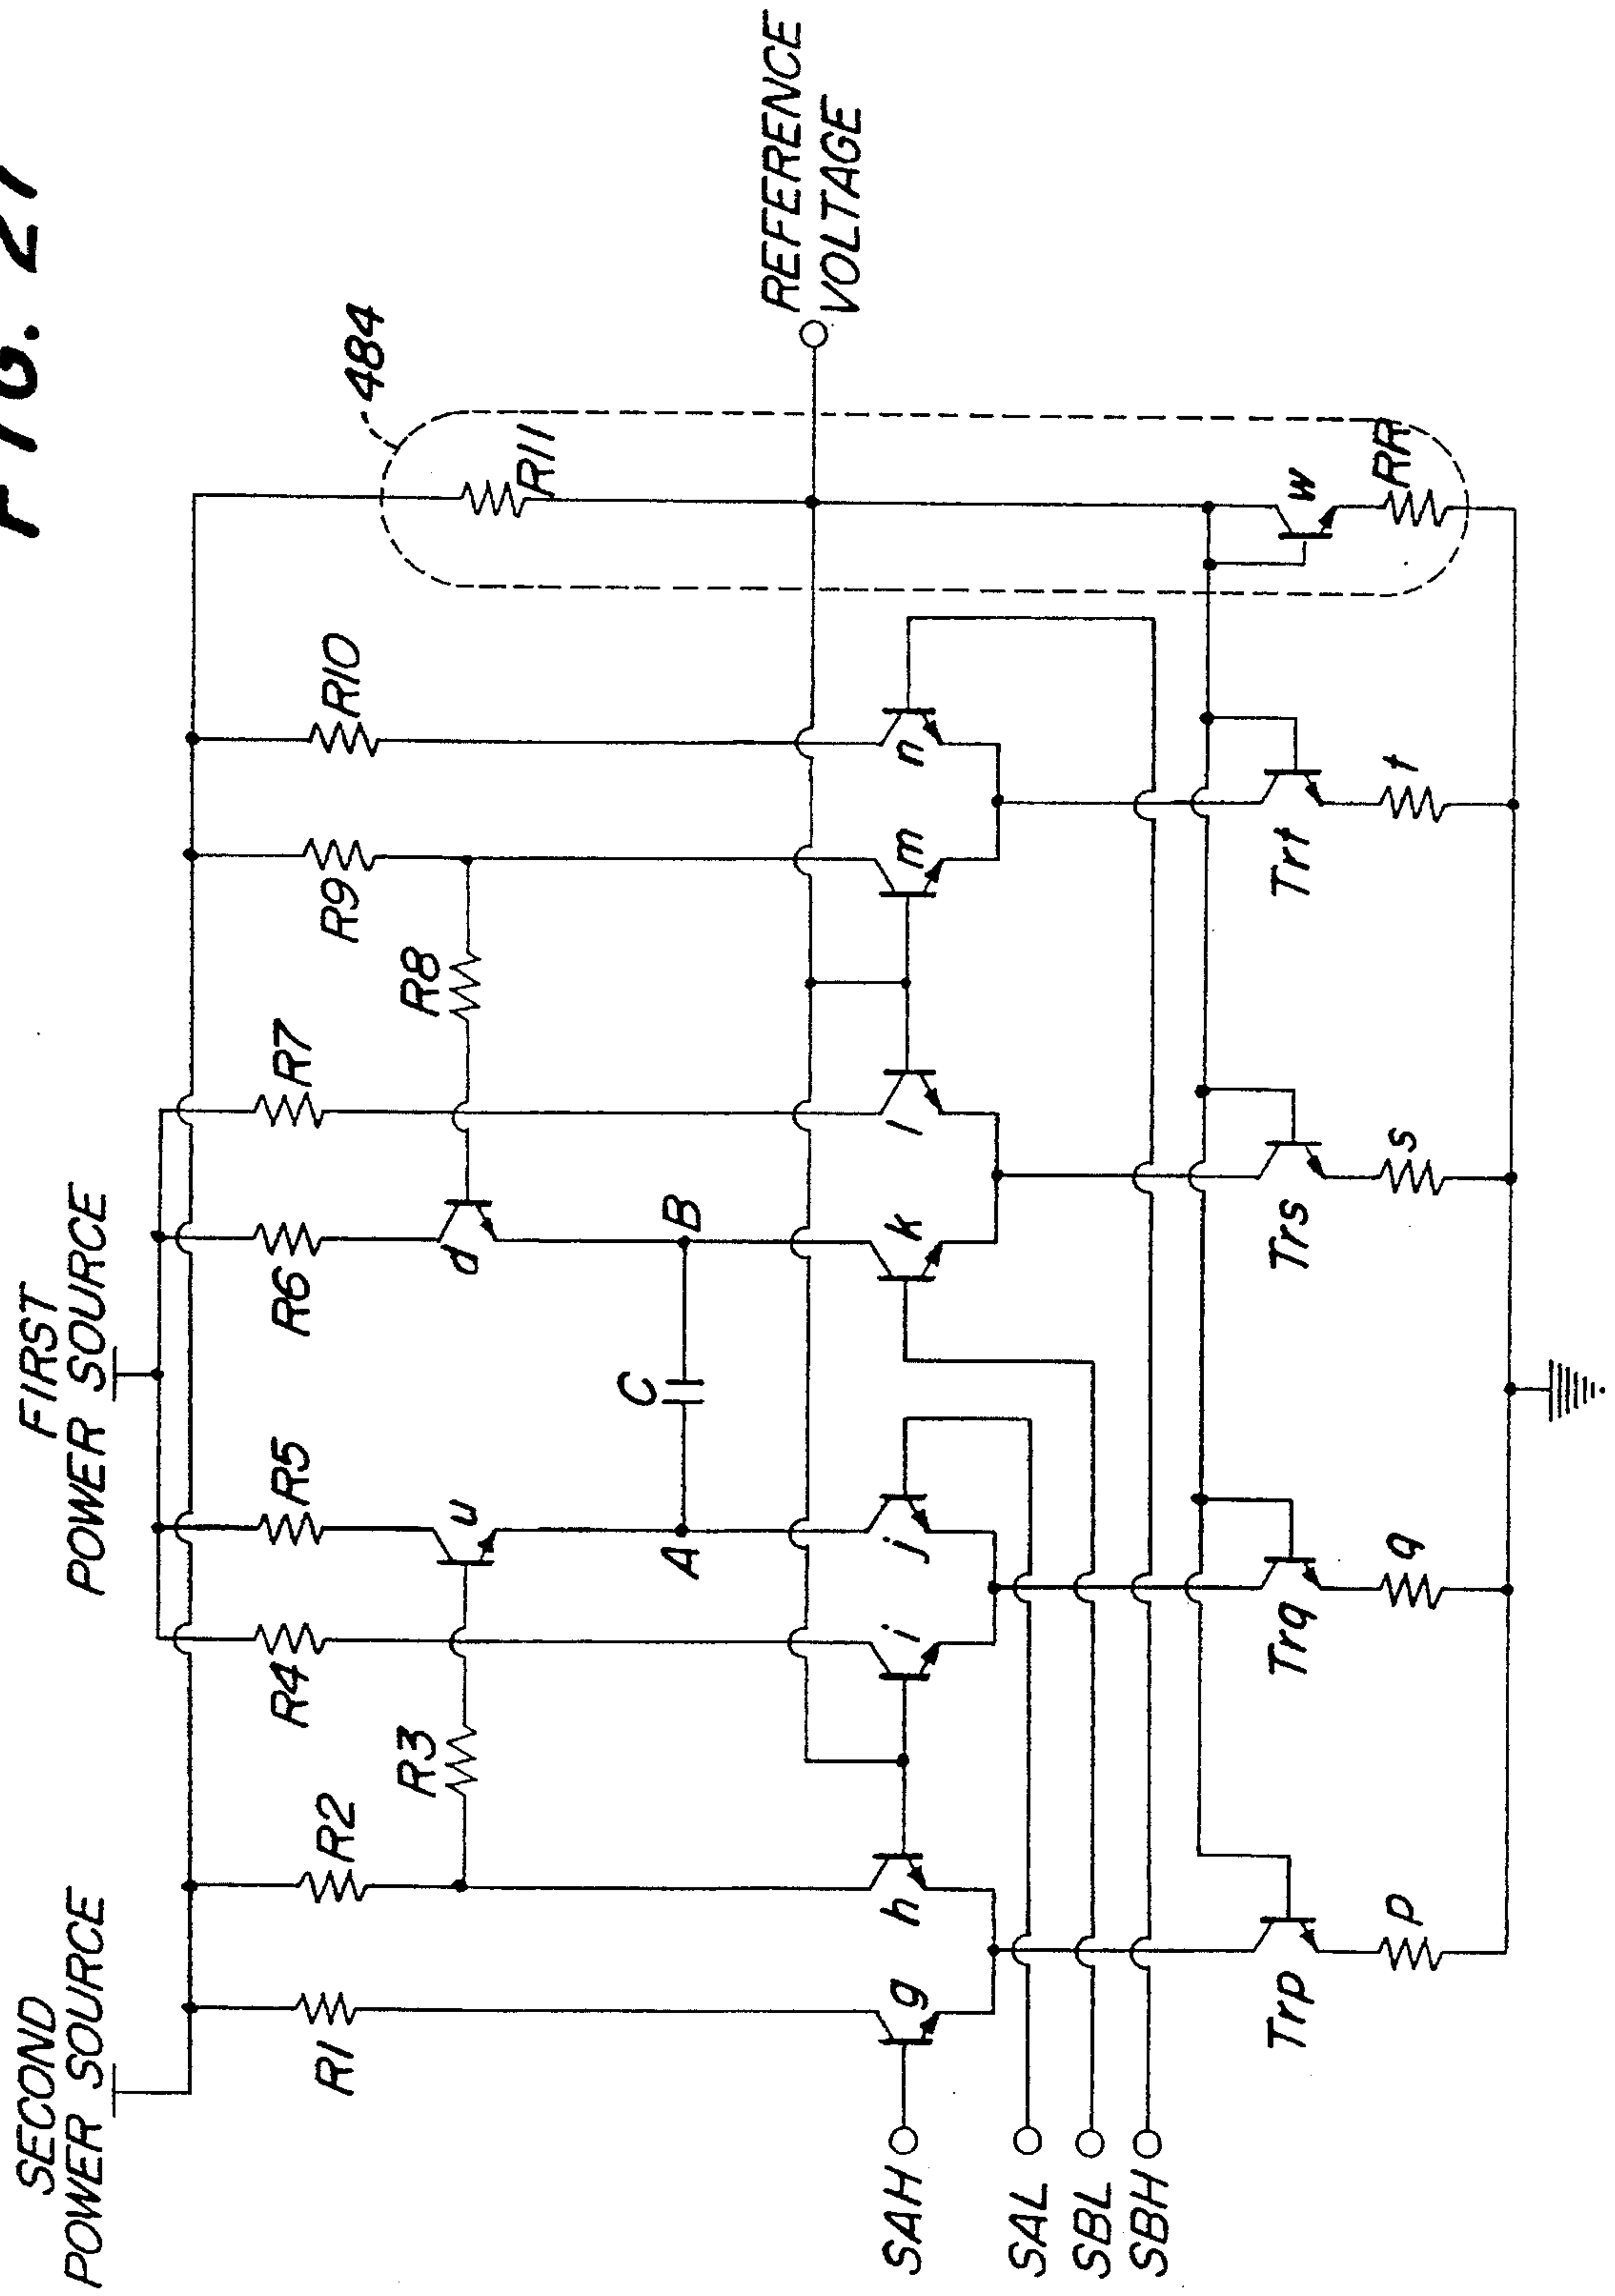 FIG. 21
SECOND
POWER SOURCE
FIRST
POWER SOURCE
R1
R2
R3
R4
R5
R6
R7
R8
R9
R10
R11
484
u
d
A
C
B
REFERENCE
VOLTAGE
g
h
i
j
k
l
m
n
w
SAH
SAL
SBL
SBH
Trp
Trq
Trs
Trt
p
q
s
t
RR